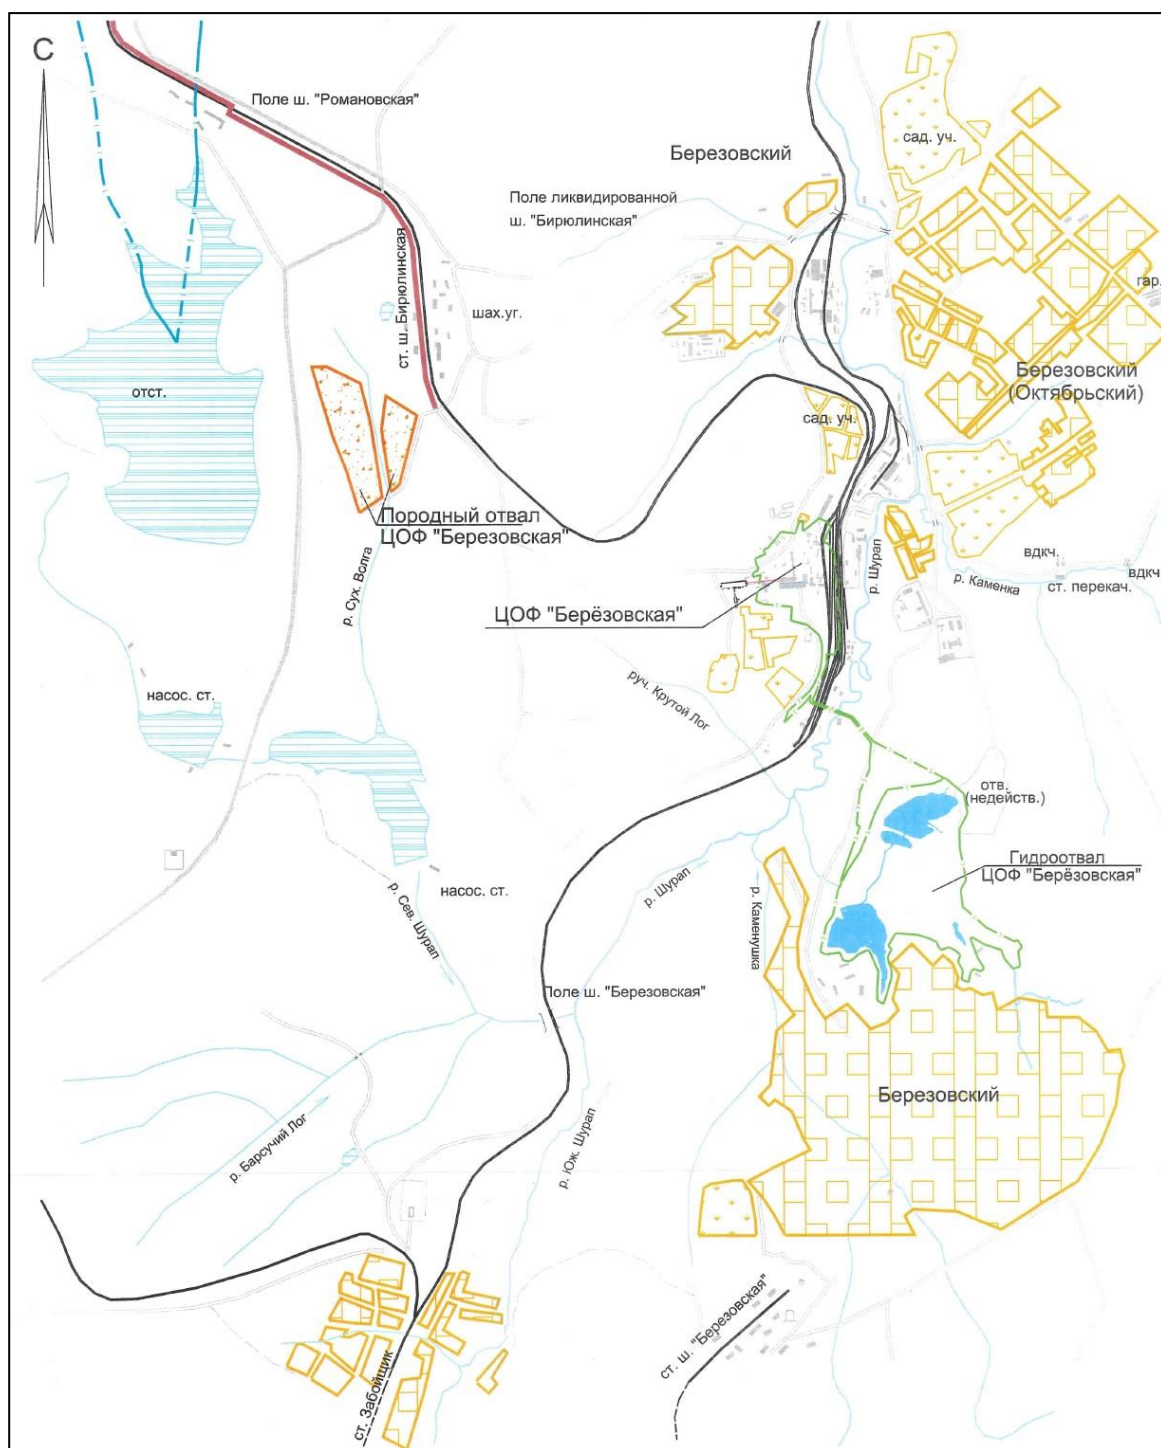 С
Поле ш. "Романовская"
Березовский
сад. уч.
Поле ликвидированной
ш. "Бирюлинская"
ст. ш. Бирюлинская
шах.уг.
гар.
отст.
Березовский
(Октябрьский)
сад. уч.
Породный отвал
ЦОФ "Березовская"
р. Сух. Волга
р. Шурап
вдкч.
вдкч
р. Каменка
ст. перекач.
ЦОФ "Берёзовская"
руч. Крутой Лог
насос. ст.
отв.
(недейств.)
Гидроотвал
ЦОФ "Берёзовская"
насос. ст.
р. Шурап
р. Сев. Шурап
р. Каменушка
Поле ш. "Березовская"
Березовский
р. Барсучий Лог
р. Юж. Шурап
ст. ш. "Березовская"
ст. Забойщик